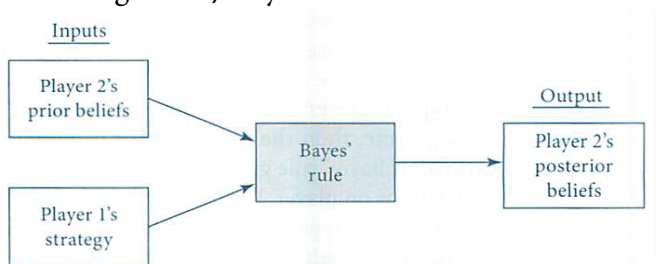 Inputs
Player 2's
prior beliefs
Player 1's
strategy
Bayes'
rule
Output
Player 2's
posterior
beliefs